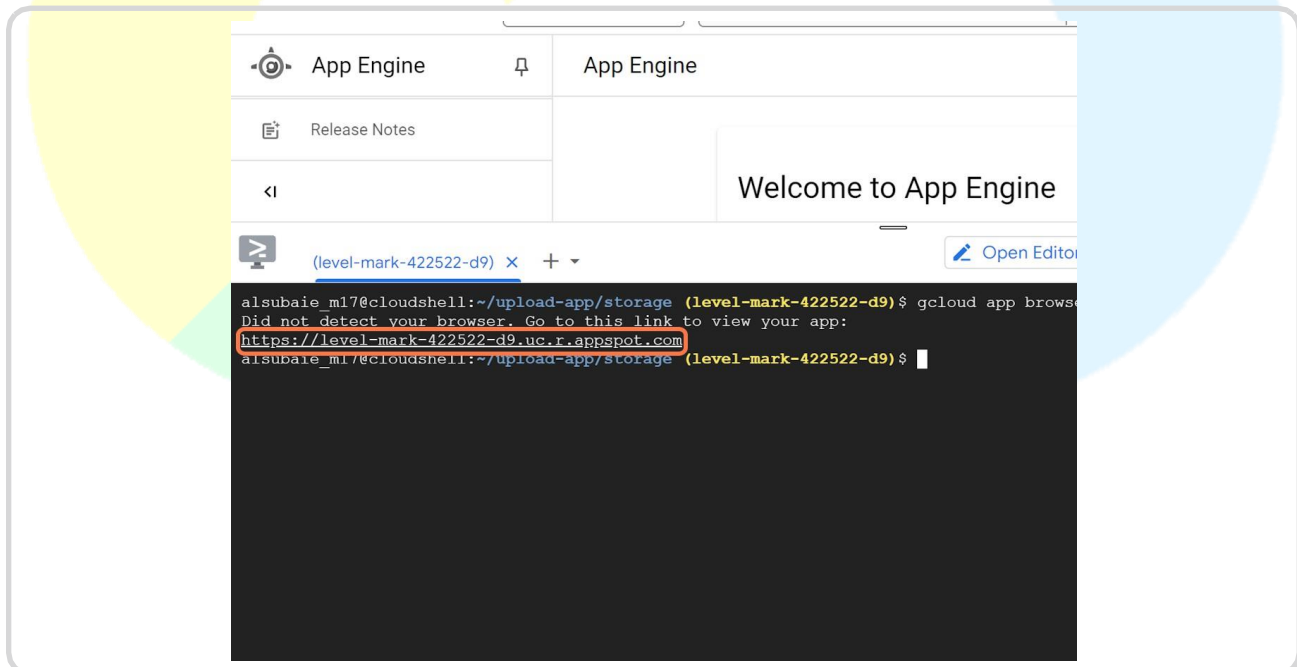 App Engine
App Engine
Release Notes
Welcome to App Engine
(level-mark-422522-d9)
Open Editor
alsubaie_m17@cloudshell:~/upload-app/storage (level-mark-422522-d9)$ gcloud app browse
Did not detect your browser. Go to this link to view your app:
https://level-mark-422522-d9.uc.r.appspot.com
alsubaie_m17@cloudshell:~/upload-app/storage (level-mark-422522-d9)$